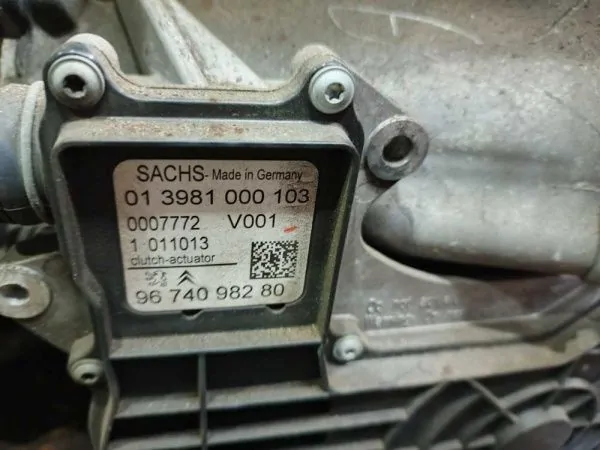 SACHS- Made in Germany
01 3981 000 103
0007772 V001
1 011013
clutch-actuator
96 740 982 80